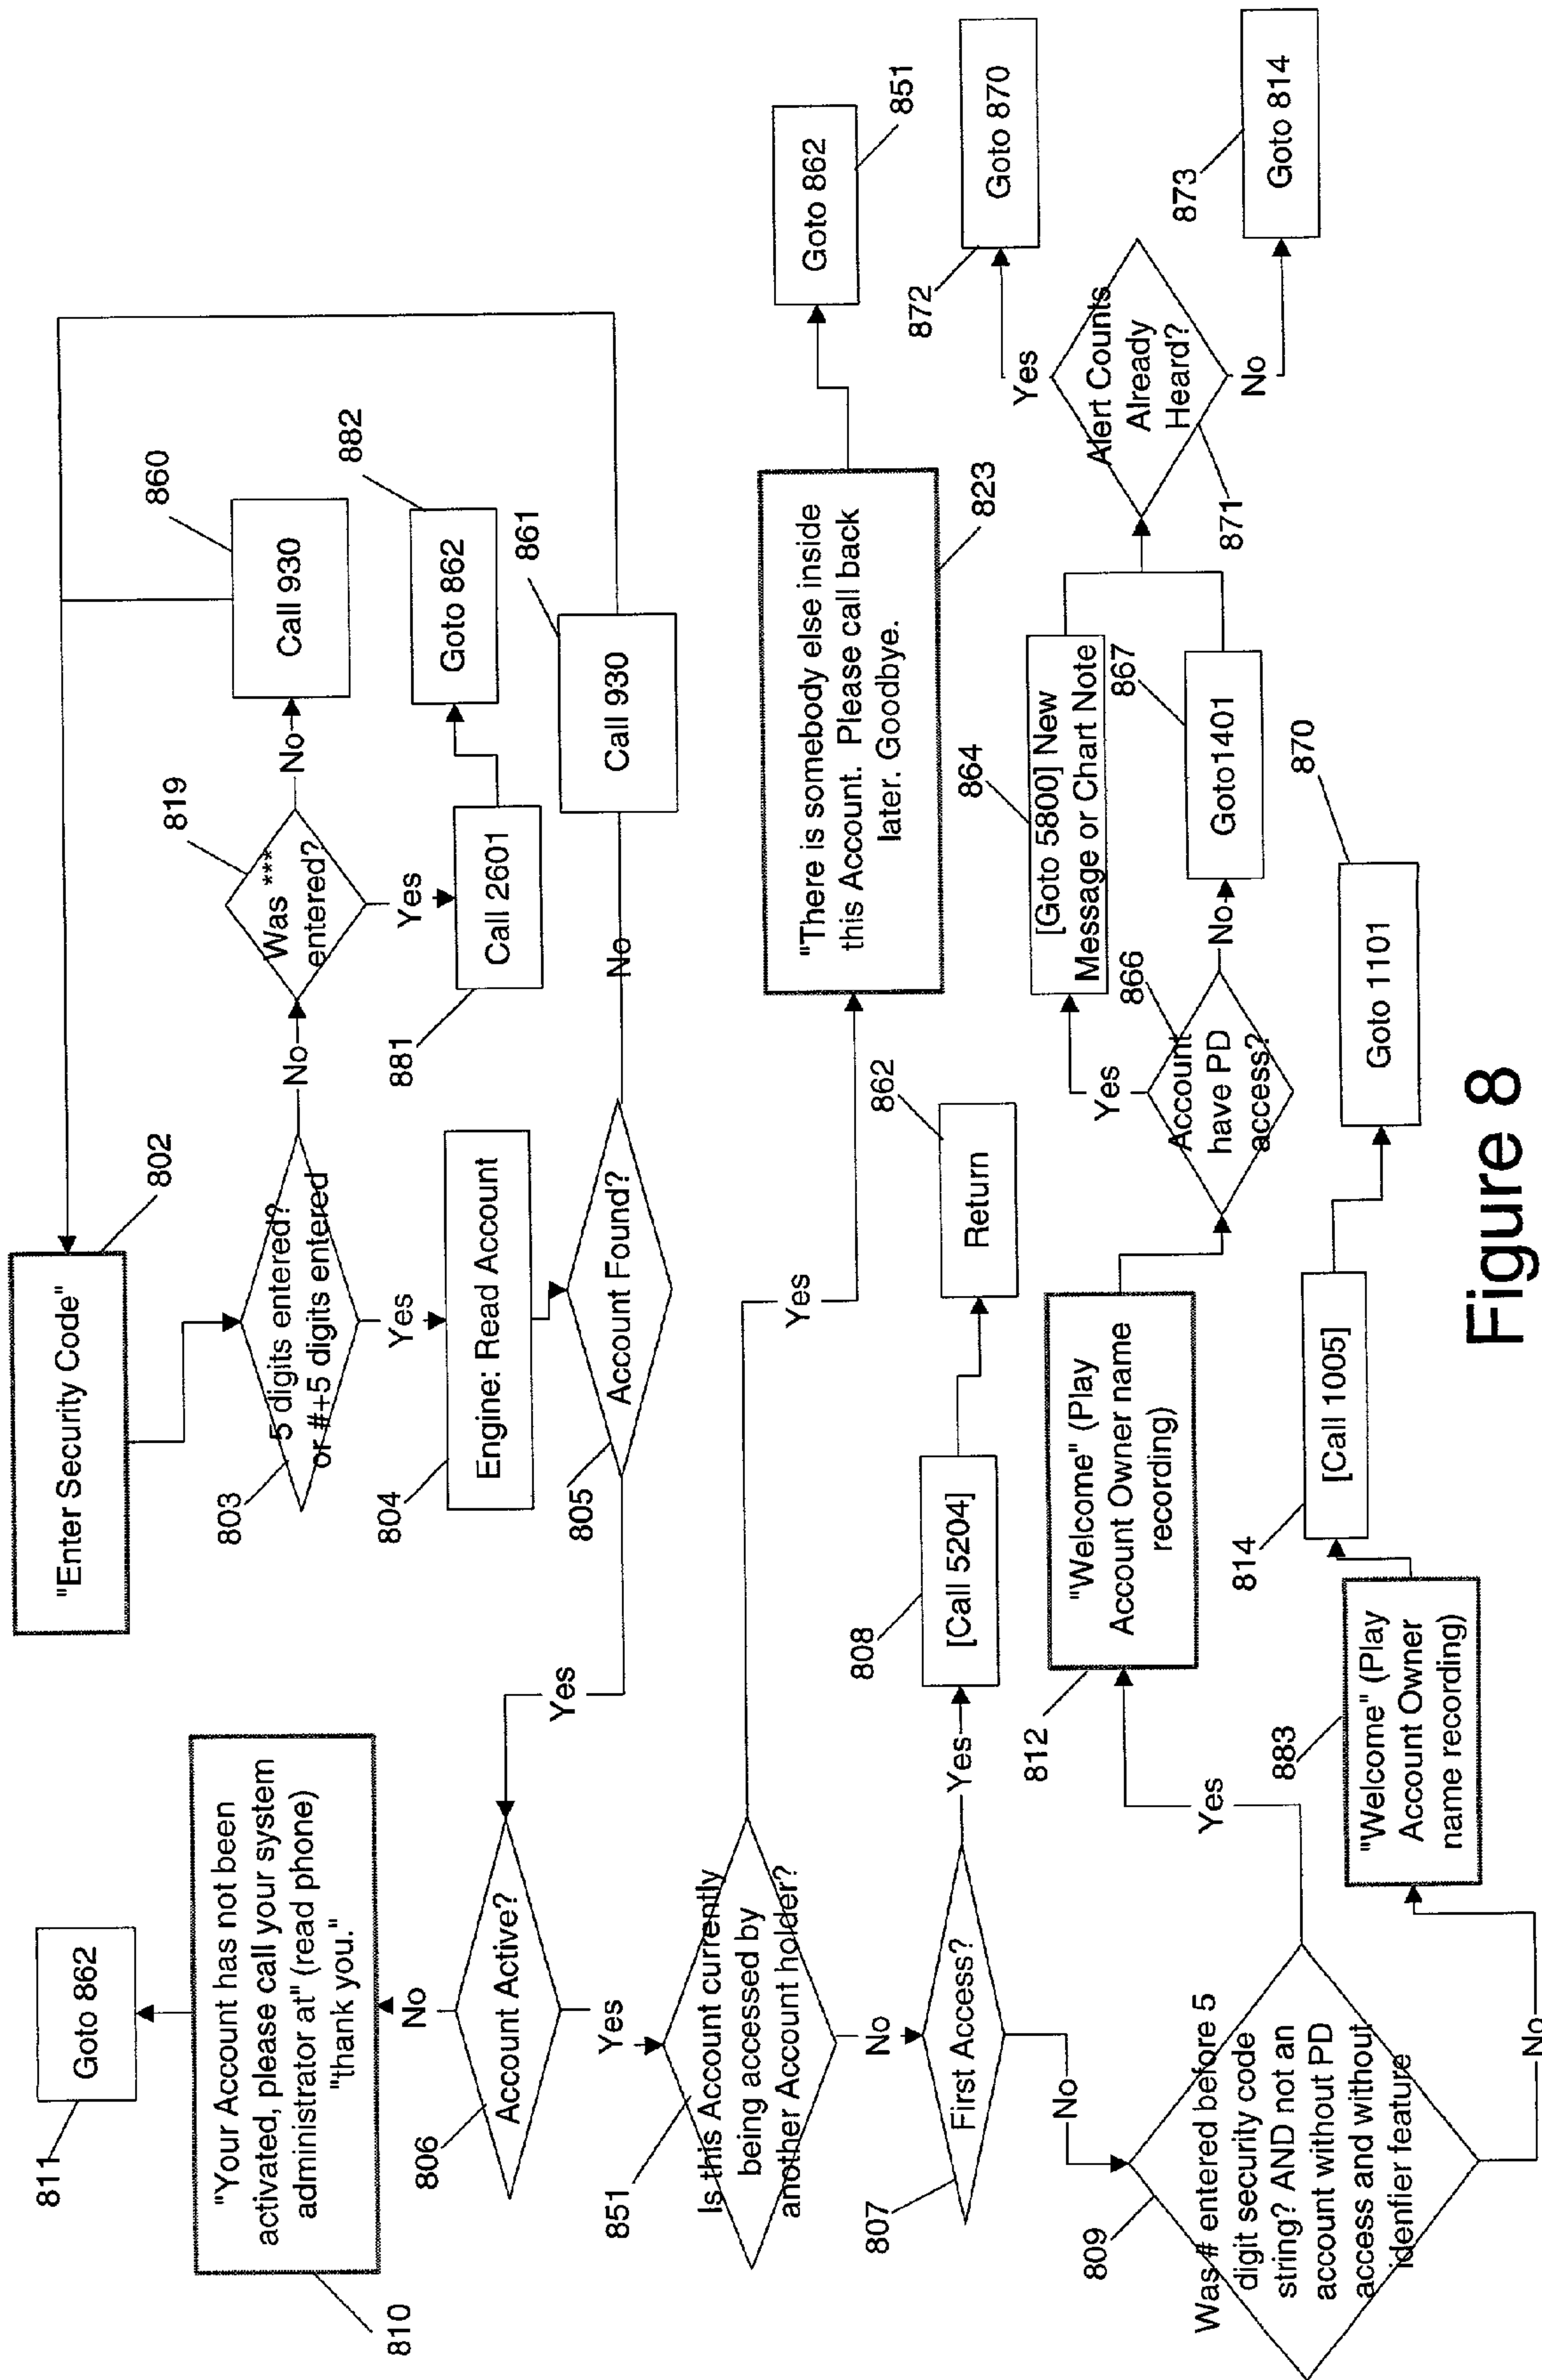 "Enter Security Code"
802
803
5 digits entered?
or #+5 digits entered
No
819
Was ***
entered?
No
860
Call 930
Yes
881
Call 2601
882
Goto 862
Yes
804
Engine: Read Account
805
Account Found?
No
861
Call 930
Yes
811
Goto 862
810
"Your Account has not been
activated, please call your system
administrator at" (read phone)
"thank you."
No
806
Account Active?
Yes
851
Is this Account currently
being accessed by
another Account holder?
Yes
"There is somebody else inside
this Account. Please call back
later. Goodbye.
823
Goto 862
851
No
807
First Access?
Yes
808
[Call 5204]
862
Return
No
809
Was # entered before 5
digit security code
string? AND not an
account without PD
access and without
idenfier feature
Yes
812
"Welcome" (Play
Account Owner name
recording)
866
Account
have PD
access?
Yes
864
[Goto 5800] New
Message or Chart Note
No
867
Goto1401
871
Alert Counts
Already
Heard?
Yes
872
Goto 870
No
873
Goto 814
No
883
"Welcome" (Play
Account Owner
name recording)
814
[Call 1005]
870
Goto 1101
Figure 8